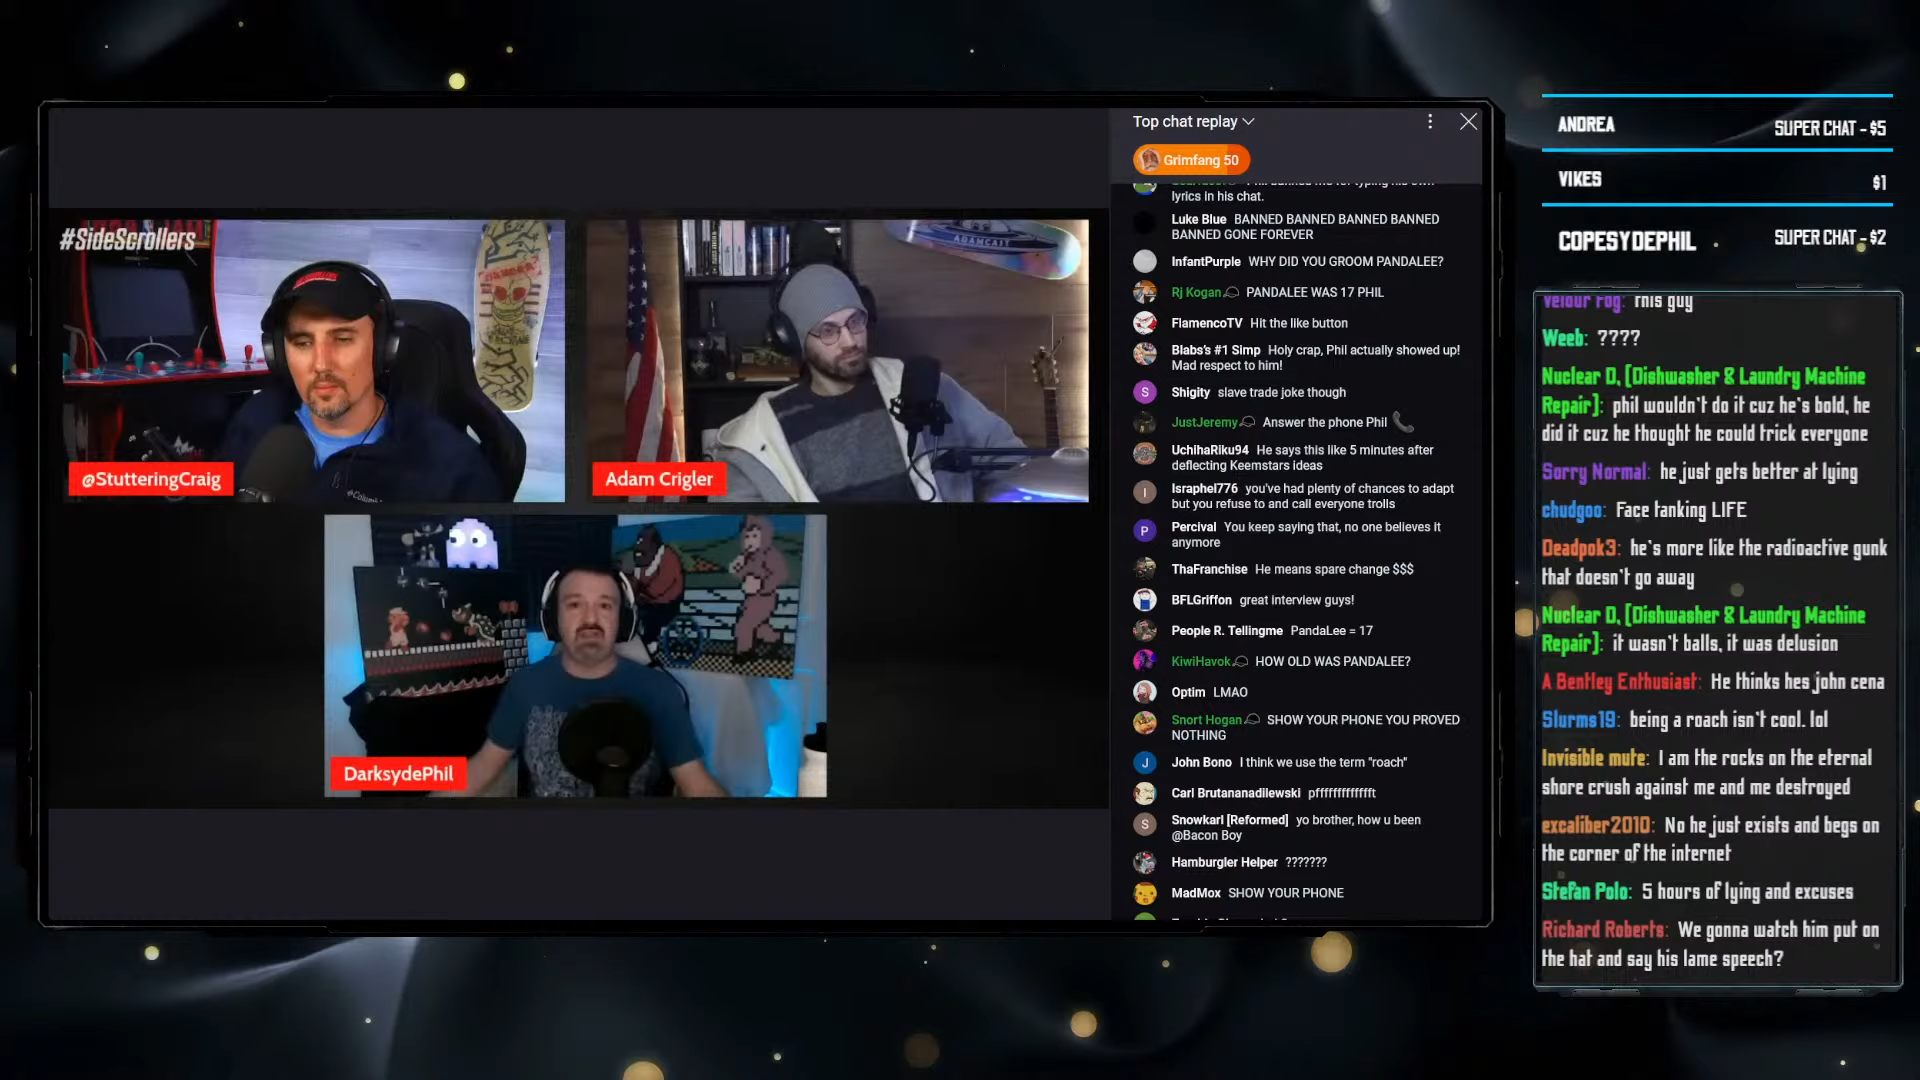 #SideScrollers
@StutteringCraig
ADAMCAST
Adam Crigler
DarksydePhil
Top chat replay
Grimfang 50
lyrics in his chat.
Luke Blue BANNED BANNED BANNED BANNED
BANNED GONE FOREVER
InfantPurple WHY DID YOU GROOM PANDALEE?
Rj Kogan PANDALEE WAS 17 PHIL
FlamencoTV Hit the like button
Blabs's #1 Simp Holy crap, Phil actually showed up!
Mad respect to him!
S
Shigity slave trade joke though
JustJeremy Answer the phone Phil
UchihaRiku94 He says this like 5 minutes after
deflecting Keemstars ideas
I
Israphel776 you've had plenty of chances to adapt
but you refuse to and call everyone trolls
P
Percival You keep saying that, no one believes it
anymore
ThaFranchise He means spare change $$$
BFLGriffon great interview guys!
People R. Tellingme PandaLee = 17
KiwiHavok HOW OLD WAS PANDALEE?
Optim LMAO
Snort Hogan SHOW YOUR PHONE YOU PROVED
NOTHING
J
John Bono I think we use the term "roach"
Carl Brutananadilewski pfffffffffffft
S
Snowkarl [Reformed] yo brother, how u been
@Bacon Boy
Hamburgler Helper ???????
MadMox SHOW YOUR PHONE
ANDREA SUPER CHAT - $5
VIKES $1
COPESYDEPHIL SUPER CHAT - $2
Velour Fog: This guy
Weeb: ????
Nuclear D, [Dishwasher & Laundry Machine
Repair]: phil wouldn't do it cuz he's bold, he
did it cuz he thought he could trick everyone
Sorry Normal: he just gets better at lying
chudgoo: Face tanking LIFE
Deadpok3: he's more like the radioactive gunk
that doesn't go away
Nuclear D, [Dishwasher & Laundry Machine
Repair]: it wasn't balls, it was delusion
A Bentley Enthusiast: He thinks hes john cena
Slurms19: being a roach isn't cool. lol
Invisible mute: I am the rocks on the eternal
shore crush against me and me destroyed
excaliber2010: No he just exists and begs on
the corner of the internet
Stefan Polo: 5 hours of lying and excuses
Richard Roberts: We gonna watch him put on
the hat and say his lame speech?